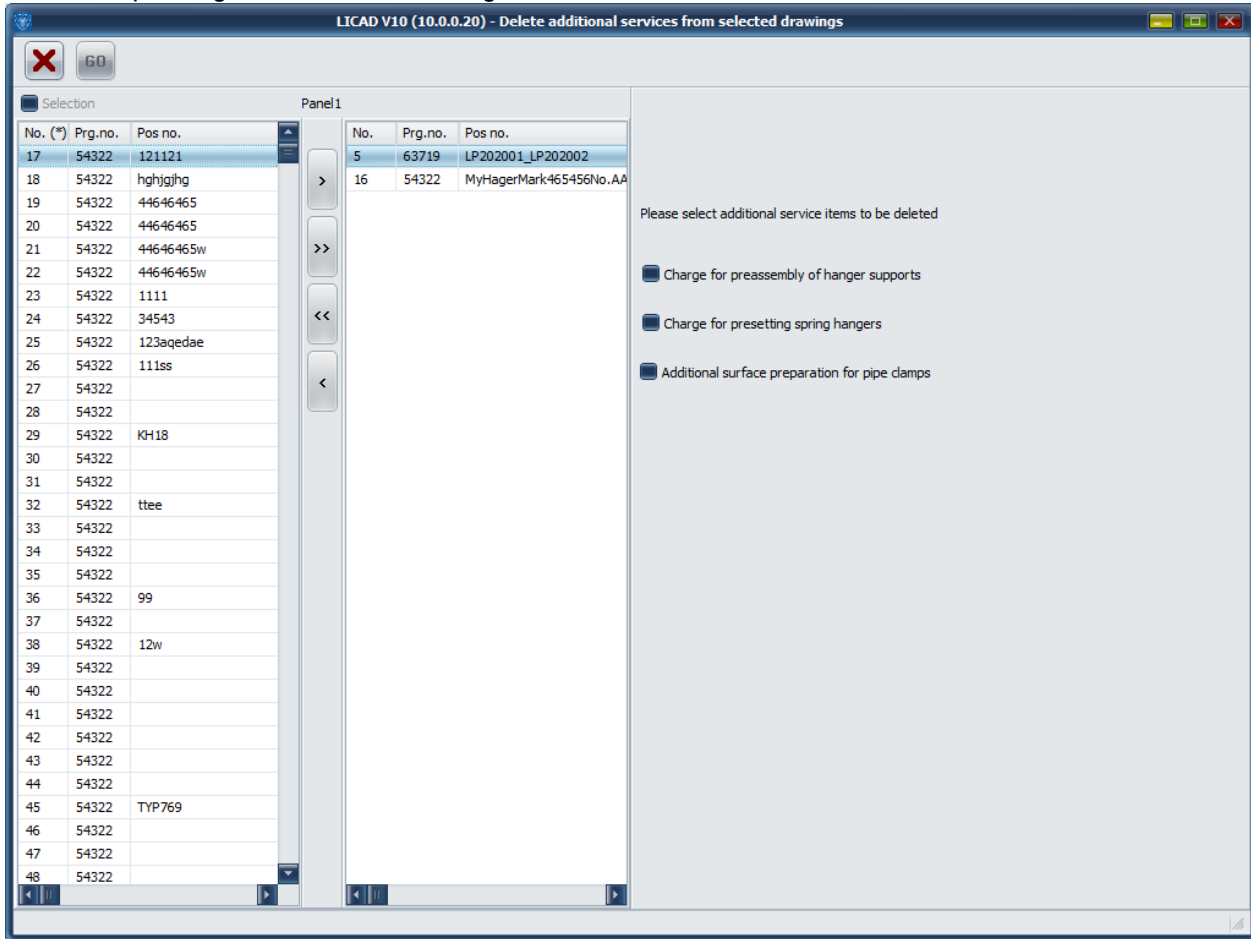 LICAD V10 (10.0.0.20) - Delete additional services from selected drawings
GO
Selection
Panel1
No. (*) Prg.no. Pos no.
17 54322 121121
18 54322 hghjgjhg
19 54322 44646465
20 54322 44646465
21 54322 44646465w
22 54322 44646465w
23 54322 1111
24 54322 34543
25 54322 123aqedae
26 54322 111ss
27 54322
28 54322
29 54322 KH18
30 54322
31 54322
32 54322 ttee
33 54322
34 54322
35 54322
36 54322 99
37 54322
38 54322 12w
39 54322
40 54322
41 54322
42 54322
43 54322
44 54322
45 54322 TYP769
46 54322
47 54322
48 54322
>
>>
<<
<
No. Prg.no. Pos no.
5 63719 LP202001_LP202002
16 54322 MyHagerMark465456No.AA
Please select additional service items to be deleted
Charge for preassembly of hanger supports
Charge for presetting spring hangers
Additional surface preparation for pipe clamps